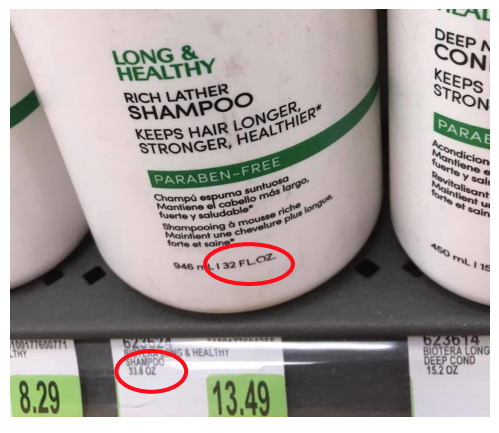 LONG &
HEALTHY
RICH LATHER
SHAMPOO
KEEPS HAIR LONGER,
STRONGER, HEALTHIER*
PARABEN-FREE
Champú espuma suntuosa
Mantiene el cabello más largo,
fuerte y saludable*
Shampooing à mousse riche
Maintient une chevelure plus longue,
forte et saine*
946 mL | 32 FL.OZ.
DEEP
KEEPS
450 mL | 15
8.29
SHAMPOO
33.8 OZ
& HEALTHY
13.49
623614
BIOTERA LONG
DEEP COND
15.2 OZ